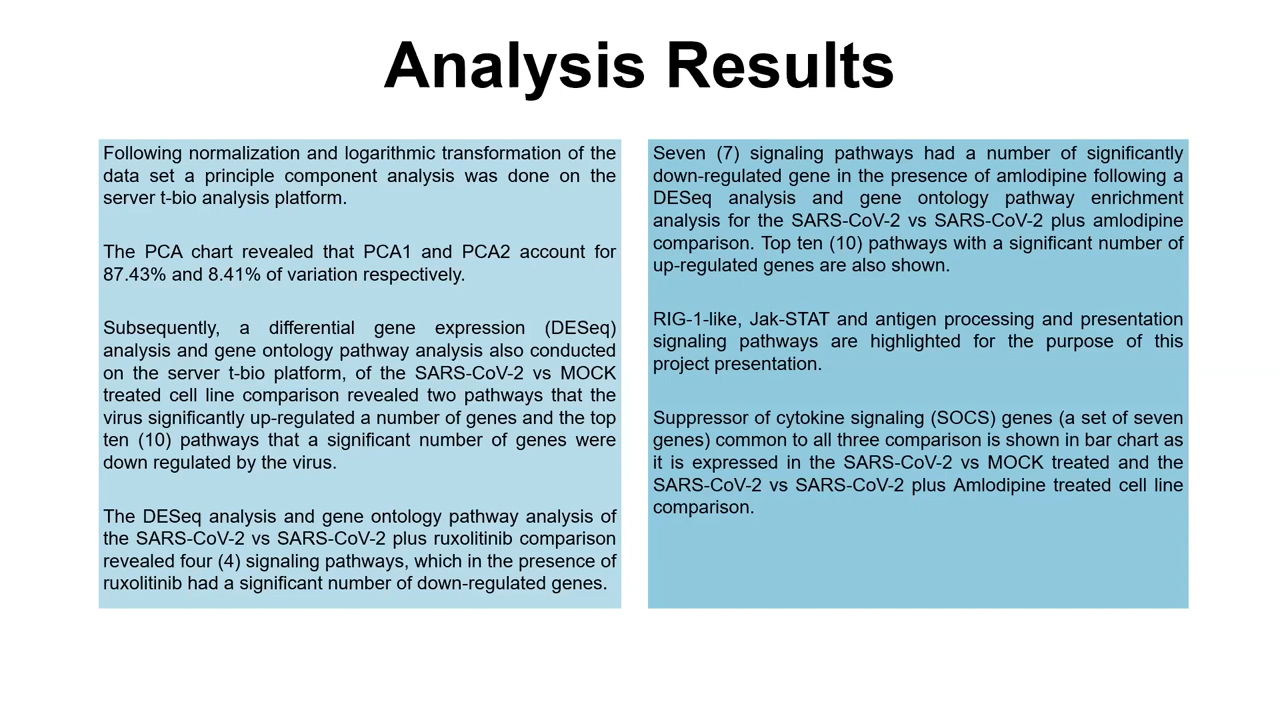 Analysis Results
Following normalization and logarithmic transformation of the
data set a principle component analysis was done on the
server t-bio analysis platform.
The PCA chart revealed that PCA1 and PCA2 account for
87.43% and 8.41% of variation respectively.
Subsequently, a differential gene expression (DESeq)
analysis and gene ontology pathway analysis also conducted
on the server t-bio platform, of the SARS-CoV-2 vs MOCK
treated cell line comparison revealed two pathways that the
virus significantly up-regulated a number of genes and the top
ten (10) pathways that a significant number of genes were
down regulated by the virus.
The DESeq analysis and gene ontology pathway analysis of
the SARS-CoV-2 vs SARS-CoV-2 plus ruxolitinib comparison
revealed four (4) signaling pathways, which in the presence of
ruxolitinib had a significant number of down-regulated genes.
Seven (7) signaling pathways had a number of significantly
down-regulated gene in the presence of amlodipine following a
DESeq analysis and gene ontology pathway enrichment
analysis for the SARS-CoV-2 vs SARS-CoV-2 plus amlodipine
comparison. Top ten (10) pathways with a significant number of
up-regulated genes are also shown.
RIG-1-like, Jak-STAT and antigen processing and presentation
signaling pathways are highlighted for the purpose of this
project presentation.
Suppressor of cytokine signaling (SOCS) genes (a set of seven
genes) common to all three comparison is shown in bar chart as
it is expressed in the SARS-CoV-2 vs MOCK treated and the
SARS-CoV-2 vs SARS-CoV-2 plus Amlodipine treated cell line
comparison.